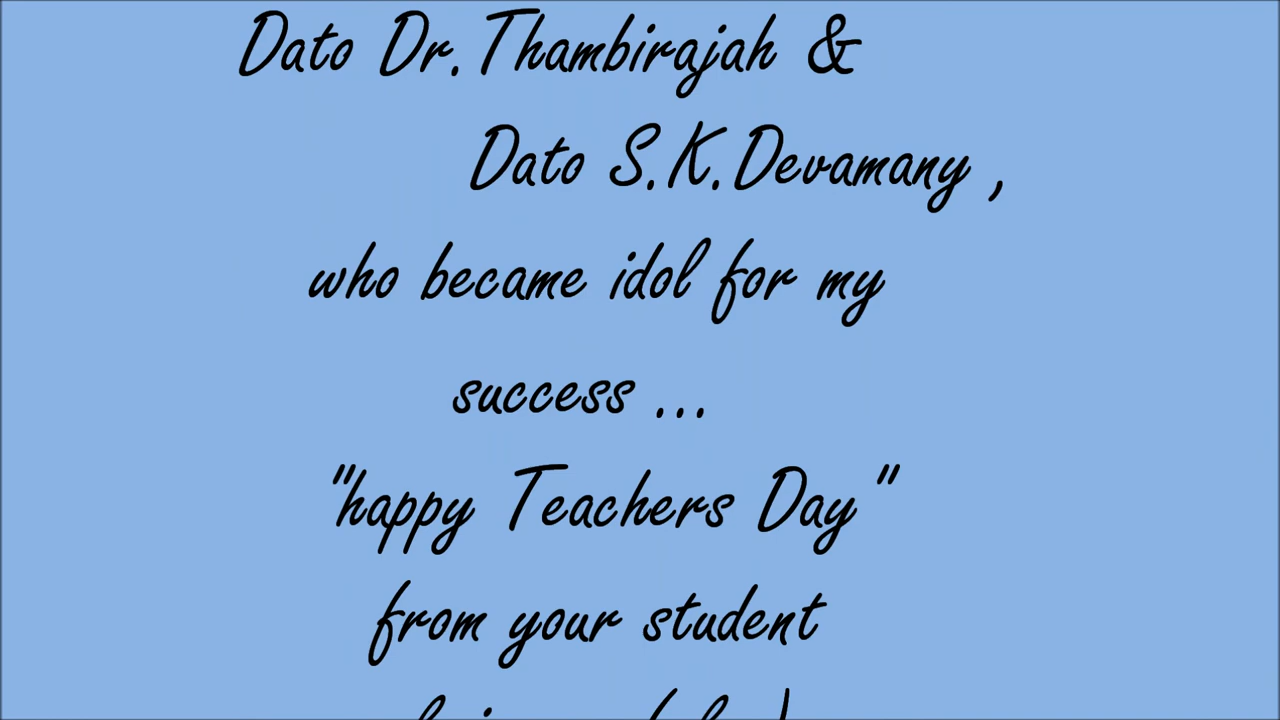 Dato Dr.Thambirajah &
Dato S.K.Devamany ,
who became idol for my
success ...
"happy Teachers Day"
from your student